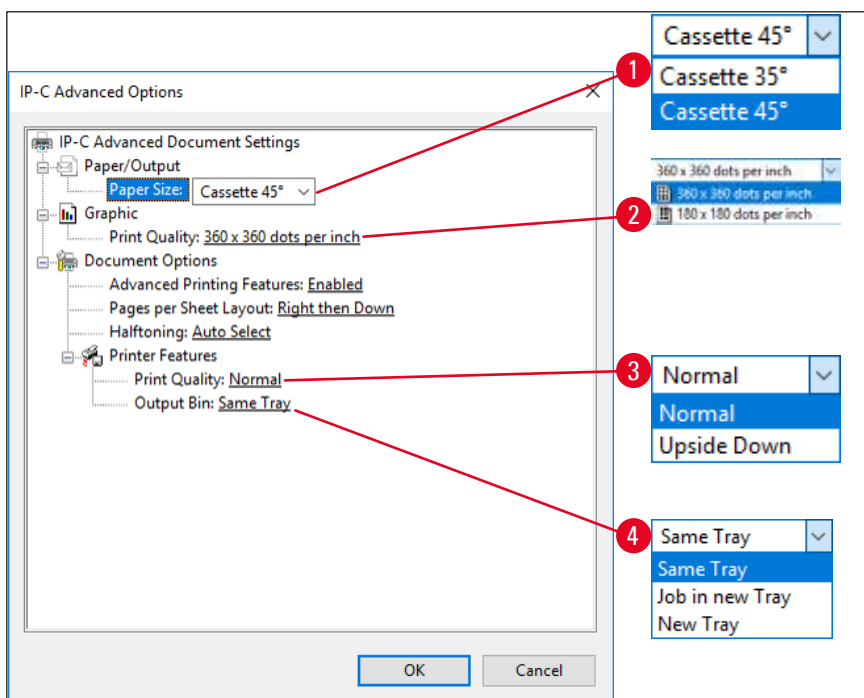 IP-C Advanced Options
IP-C Advanced Document Settings
Paper/Output
Paper Size: Cassette 45°
Graphic
Print Quality: 360 x 360 dots per inch
Document Options
Advanced Printing Features: Enabled
Pages per Sheet Layout: Right then Down
Halftoning: Auto Select
Printer Features
Print Quality: Normal
Output Bin: Same Tray
OK Cancel
1
Cassette 45°
Cassette 35°
Cassette 45°
2
360 x 360 dots per inch
360 x 360 dots per inch
180 x 180 dots per inch
3
Normal
Normal
Upside Down
4
Same Tray
Same Tray
Job in new Tray
New Tray